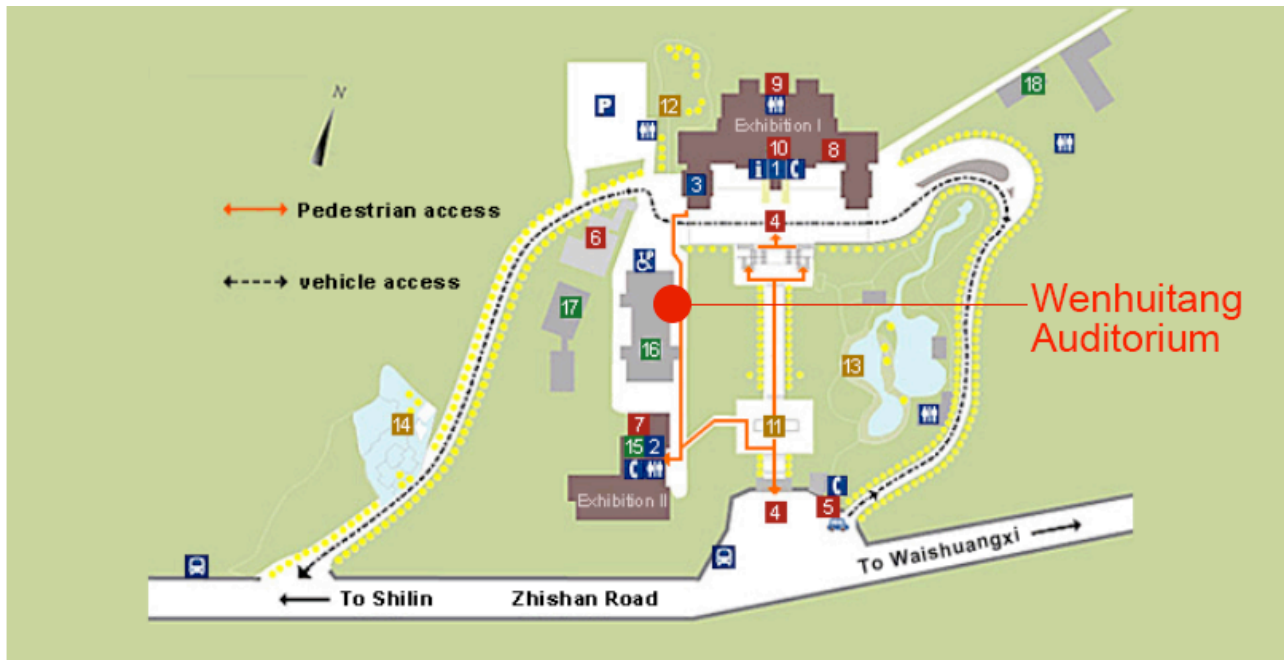 N
P
12
9
Exhibition I
18
10
8
i
1
3
Pedestrian access
4
6
vehicle access
17
Wenhuitang
Auditorium
16
13
14
7
11
15
2
Exhibition II
4
5
To Waishuangxi
To Shilin
Zhishan Road